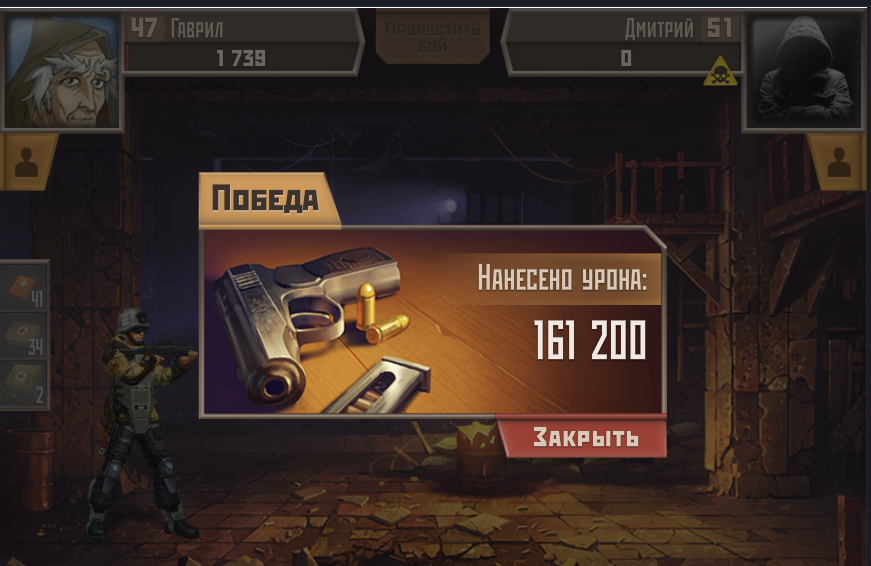 47 Гаврил
1 739
Пропустить
бой
Дмитрий 51
0
Победа
Нанесено урона:
161 200
41
34
2
Закрыть